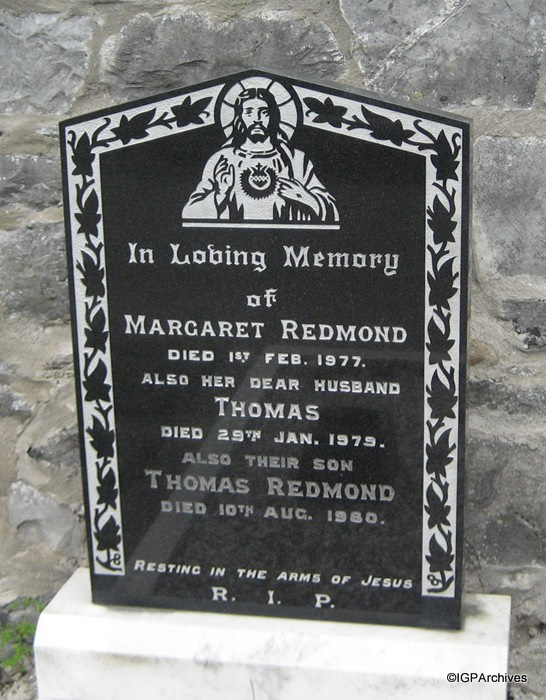 In Loving Memory
of
MARGARET REDMOND
DIED 1ST FEB. 1977.
ALSO HER DEAR HUSBAND
THOMAS
DIED 29TH JAN. 1979.
ALSO THEIR SON
THOMAS REDMOND
DIED 10TH AUG. 1980.
RESTING IN THE ARMS OF JESUS
R. I. P.
©IGPArchives